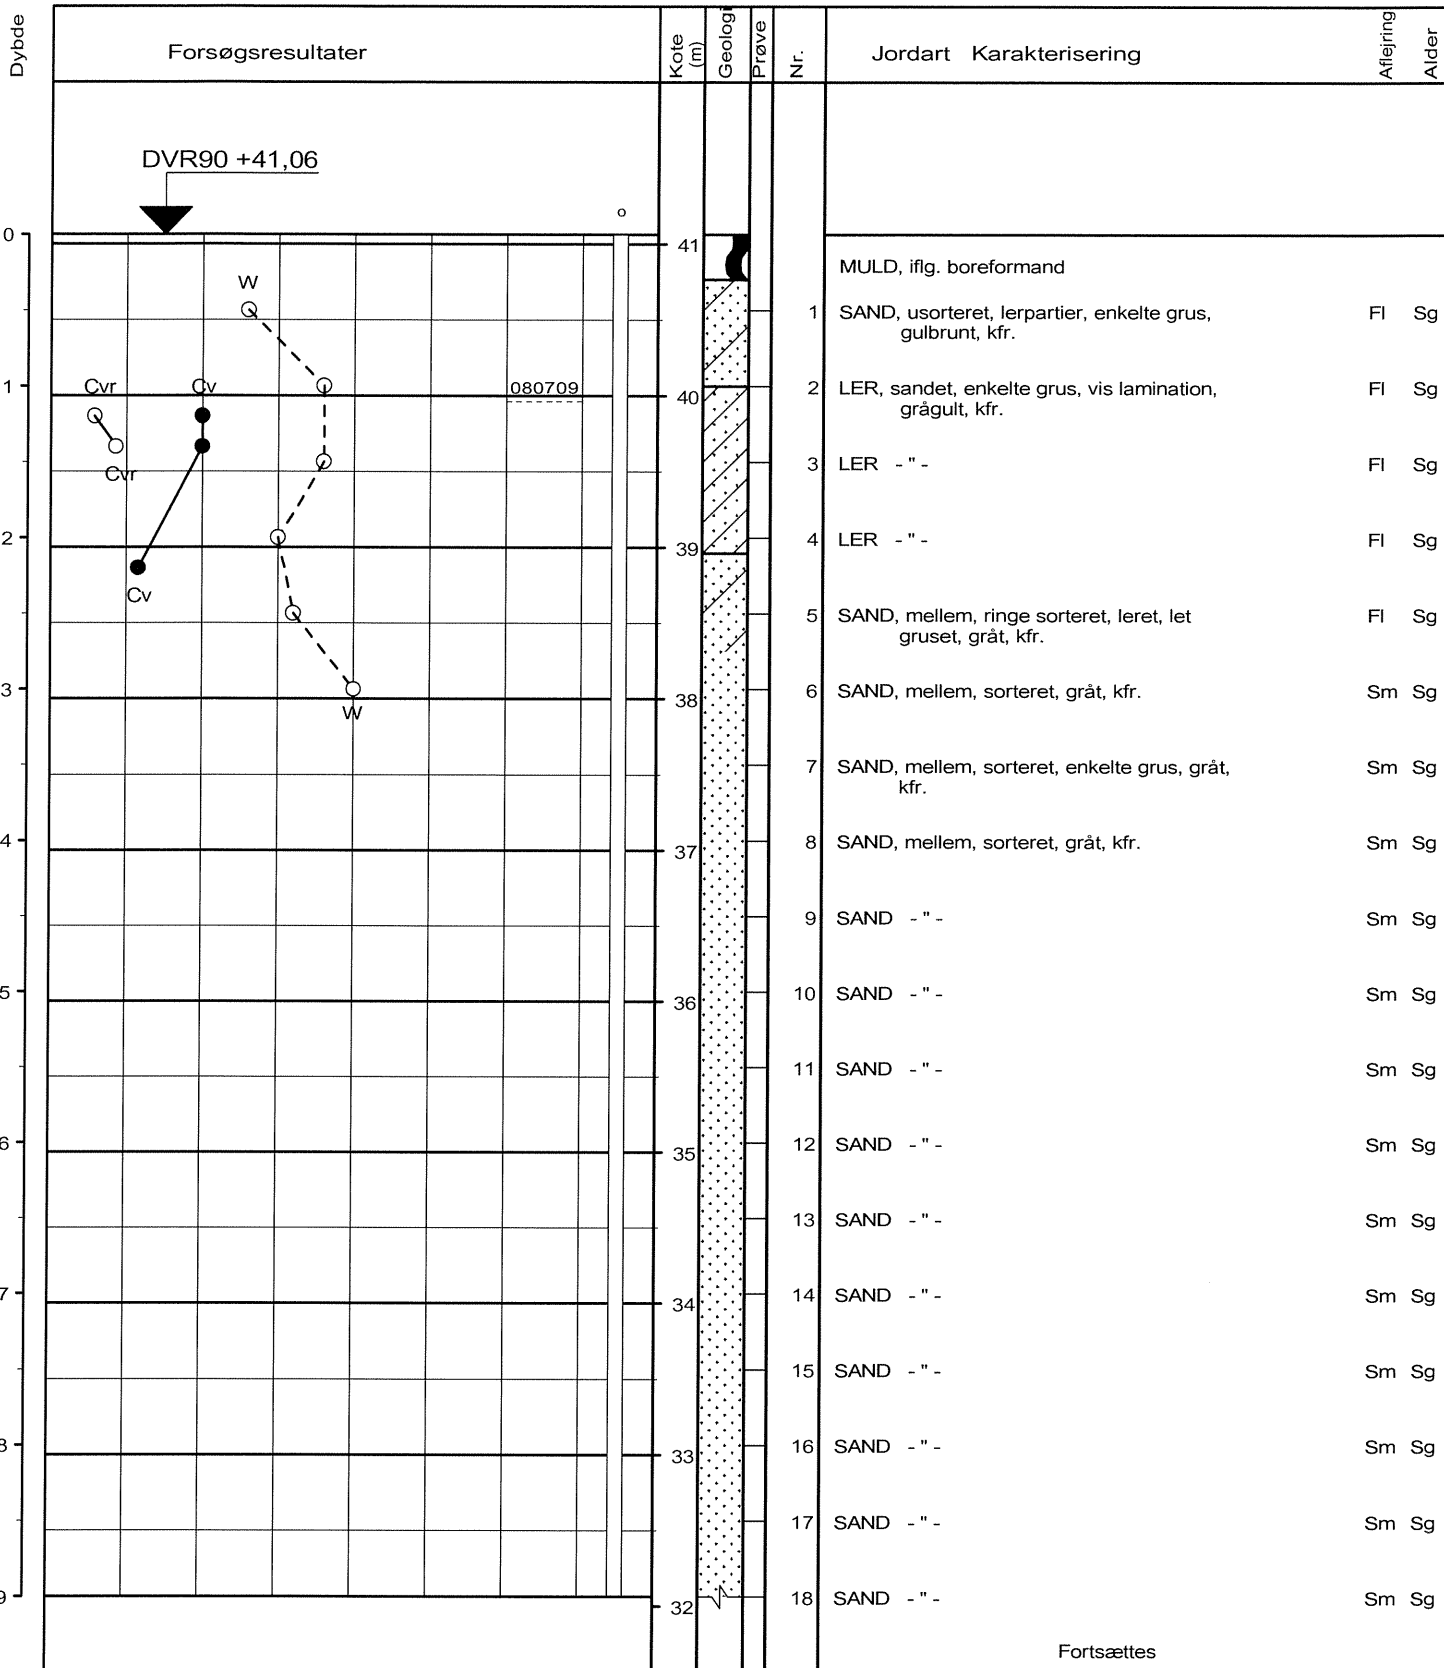 Dybde
Forsøgsresultater
Kote (m)
Geologi
Prøve
Nr.
Jordart Karakterisering
Aflejring
Alder
DVR90 +41,06
0
41
MULD, iflg. boreformand
W
1 SAND, usorteret, lerpartier, enkelte grus, Fl Sg
gulbrunt, kfr.
1
Cvr
Cv
080709
40
2 LER, sandet, enkelte grus, vis lamination, Fl Sg
grågult, kfr.
Cvr
3 LER - " - Fl Sg
2
39
4 LER - " - Fl Sg
Cv
5 SAND, mellem, ringe sorteret, leret, let Fl Sg
gruset, gråt, kfr.
3
38
6 SAND, mellem, sorteret, gråt, kfr. Sm Sg
W
7 SAND, mellem, sorteret, enkelte grus, gråt, Sm Sg
kfr.
4
37
8 SAND, mellem, sorteret, gråt, kfr. Sm Sg
9 SAND - " - Sm Sg
5
36
10 SAND - " - Sm Sg
11 SAND - " - Sm Sg
6
35
12 SAND - " - Sm Sg
13 SAND - " - Sm Sg
7
34
14 SAND - " - Sm Sg
15 SAND - " - Sm Sg
8
33
16 SAND - " - Sm Sg
17 SAND - " - Sm Sg
9
32
18 SAND - " - Sm Sg
Fortsættes